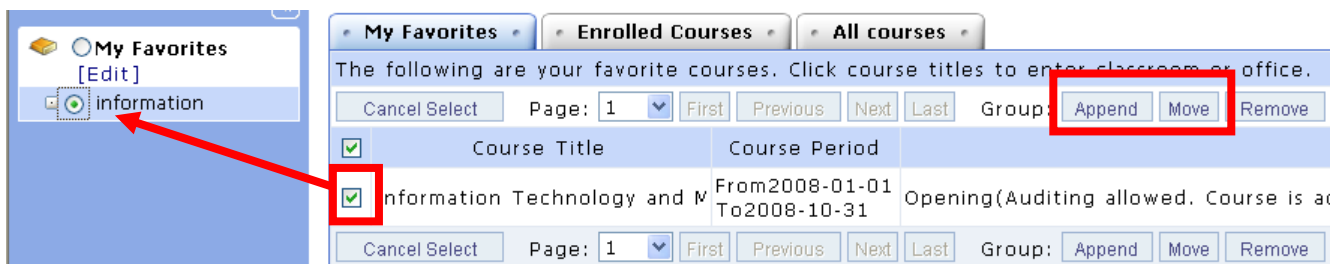 My Favorites
[Edit]
information
My Favorites
Enrolled Courses
All courses
The following are your favorite courses. Click course titles to enter classroom or office.
Cancel Select Page: 1 First Previous Next Last Group: Append Move Remove
Course Title Course Period
nformation Technology and M From2008-01-01 Opening(Auditing allowed. Course is ac
To2008-10-31
Cancel Select Page: 1 First Previous Next Last Group: Append Move Remove